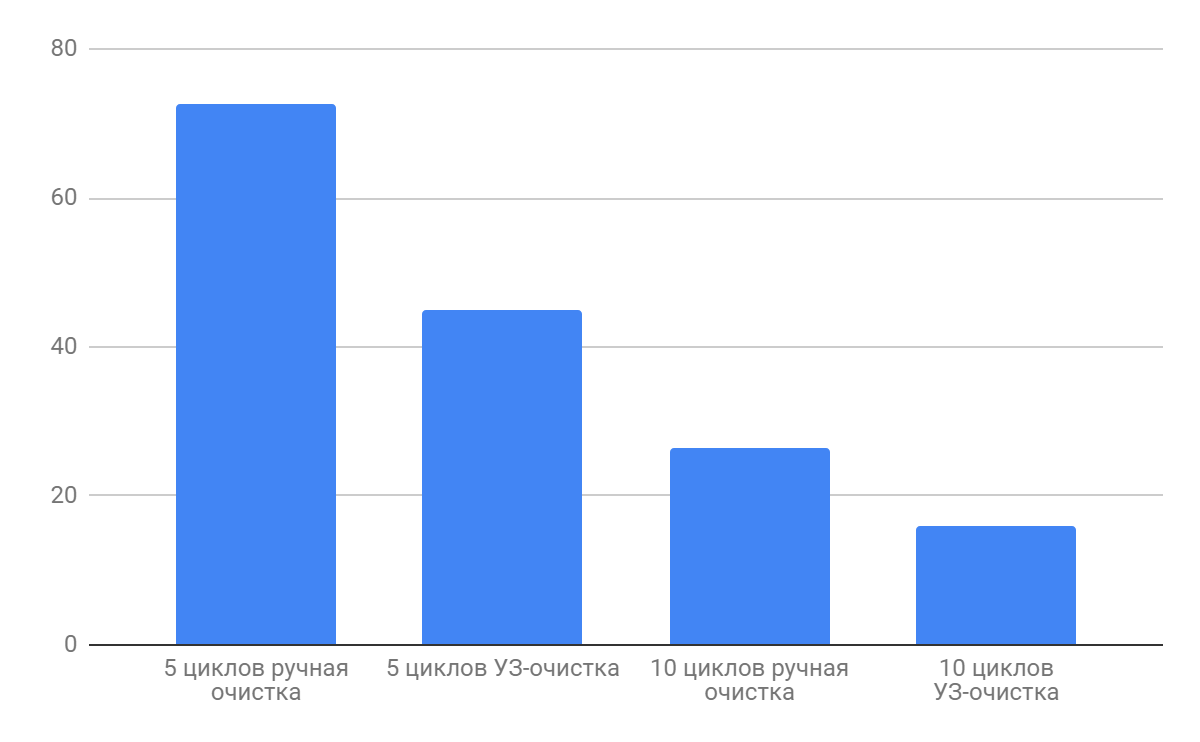 80
60
40
20
0
5 циклов ручная
очистка
5 циклов УЗ-очистка
10 циклов ручная
очистка
10 циклов
УЗ-очистка